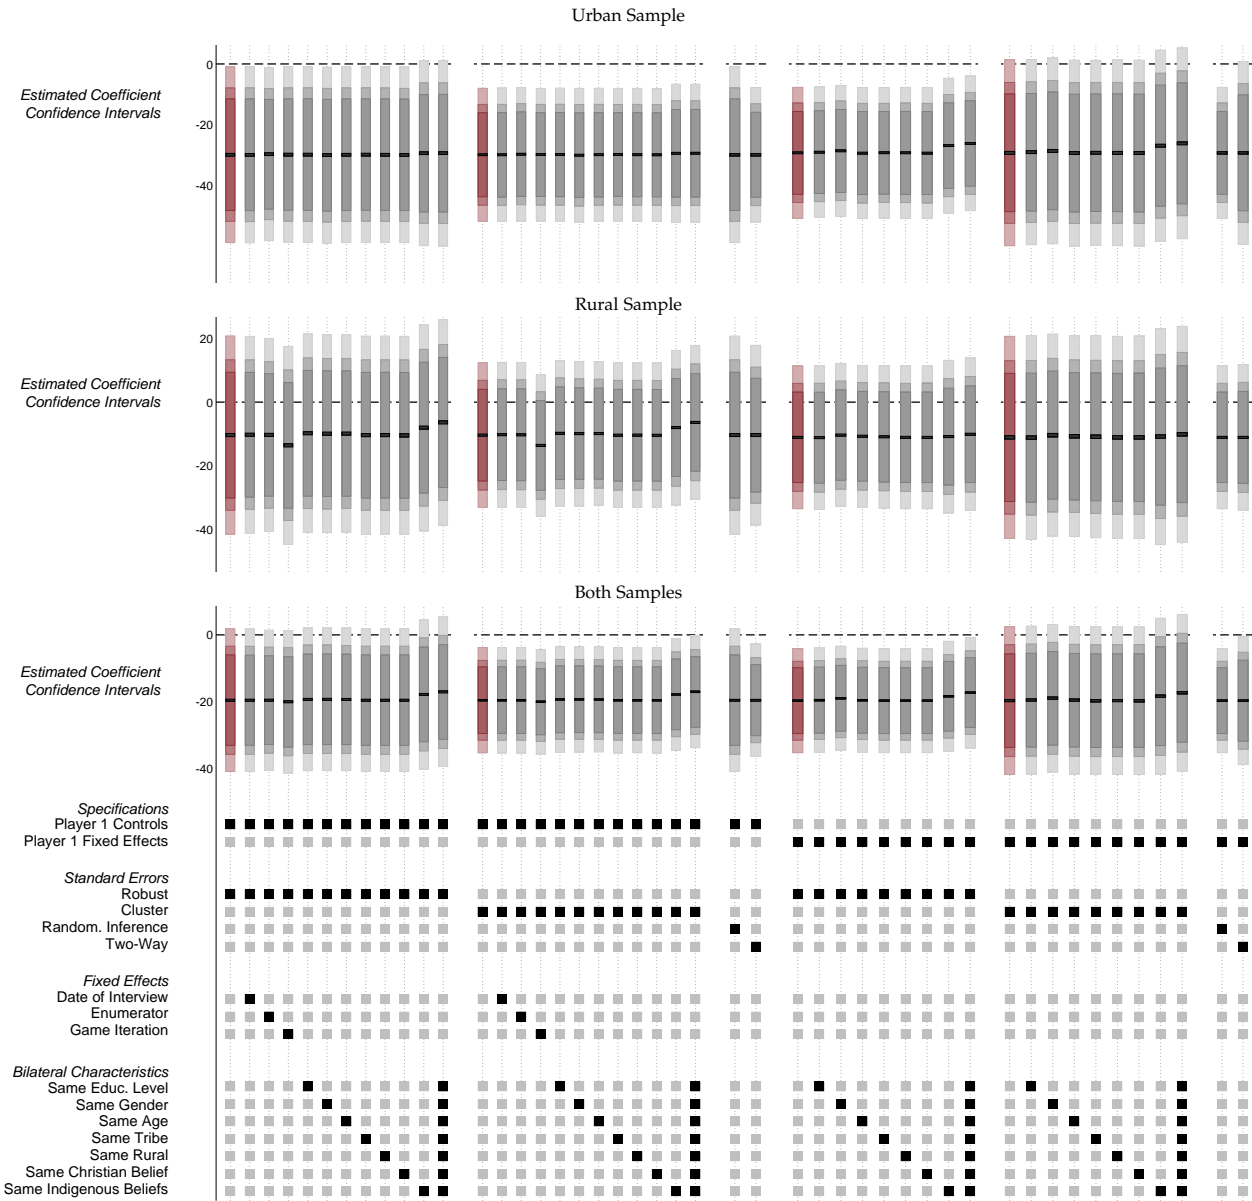 Urban Sample
0
Estimated Coefficient
Confidence Intervals
-20
-40
Rural Sample
20
Estimated Coefficient
Confidence Intervals
0
-20
-40
Both Samples
0
Estimated Coefficient
Confidence Intervals
-20
-40
Specifications
Player 1 Controls
Player 1 Fixed Effects
Standard Errors
Robust
Cluster
Random. Inference
Two-Way
Fixed Effects
Date of Interview
Enumerator
Game Iteration
Bilateral Characteristics
Same Educ. Level
Same Gender
Same Age
Same Tribe
Same Rural
Same Christian Belief
Same Indigenous Beliefs